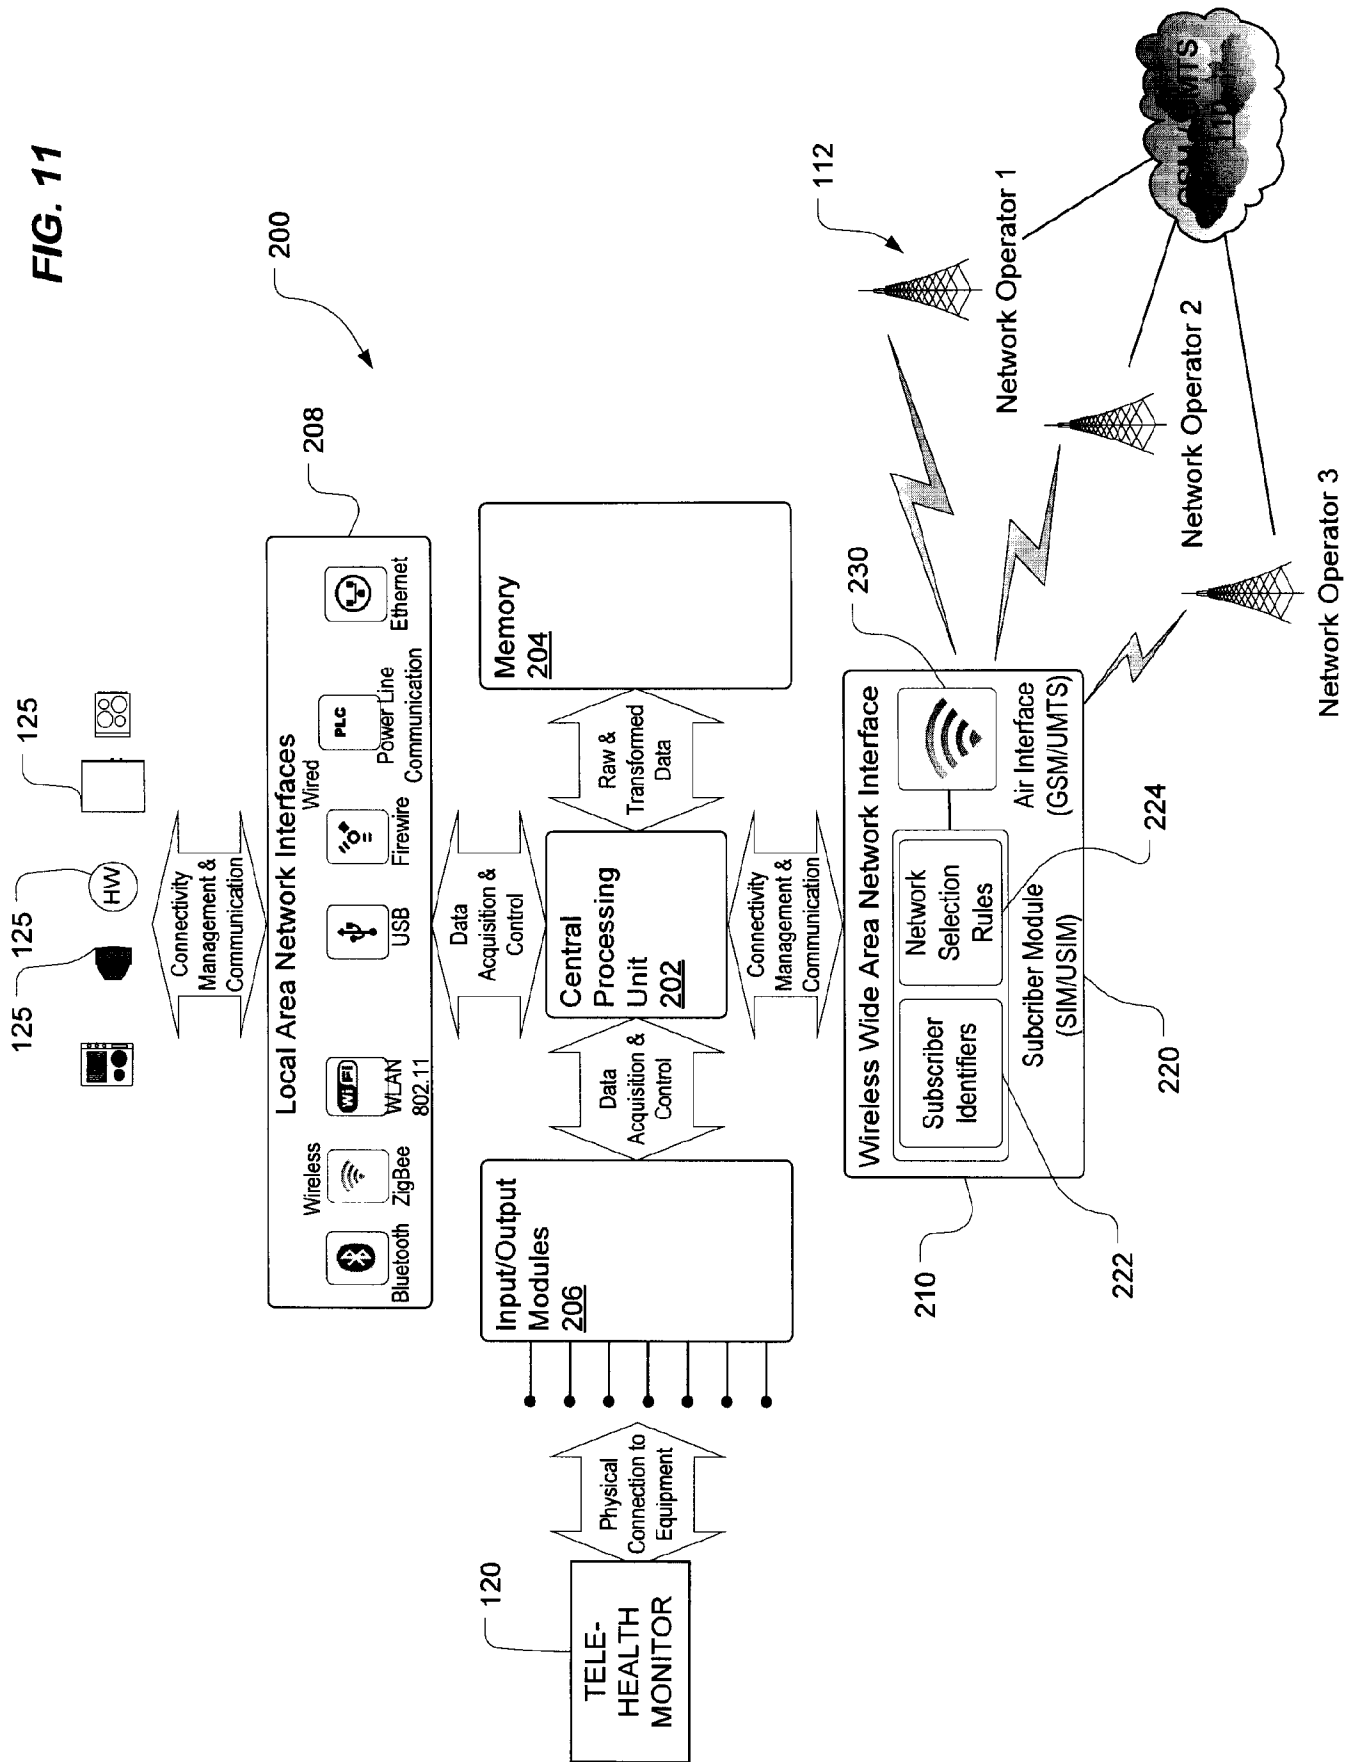 FIG. 11
200
125
125
125
HW
Connectivity
Management &
Communication
208
Local Area Network Interfaces
Wireless
Wired
WiFi
PLC
Bluetooth
ZigBee
WLAN
802.11
USB
Firewire
Power Line
Communication
Ethernet
Data
Acquisition &
Control
120
TELE-
HEALTH
MONITOR
Physical
Connection to
Equipment
Input/Output
Modules
206
Data
Acquisition &
Control
Central
Processing
Unit
202
Raw &
Transformed
Data
Memory
204
Connectivity
Management &
Communication
Wireless Wide Area Network Interface
Subscriber
Identifiers
Network
Selection
Rules
Subcriber Module
(SIM/USIM)
Air Interface
(GSM/UMTS)
210
222
220
224
230
112
Network Operator 1
Network Operator 2
Network Operator 3